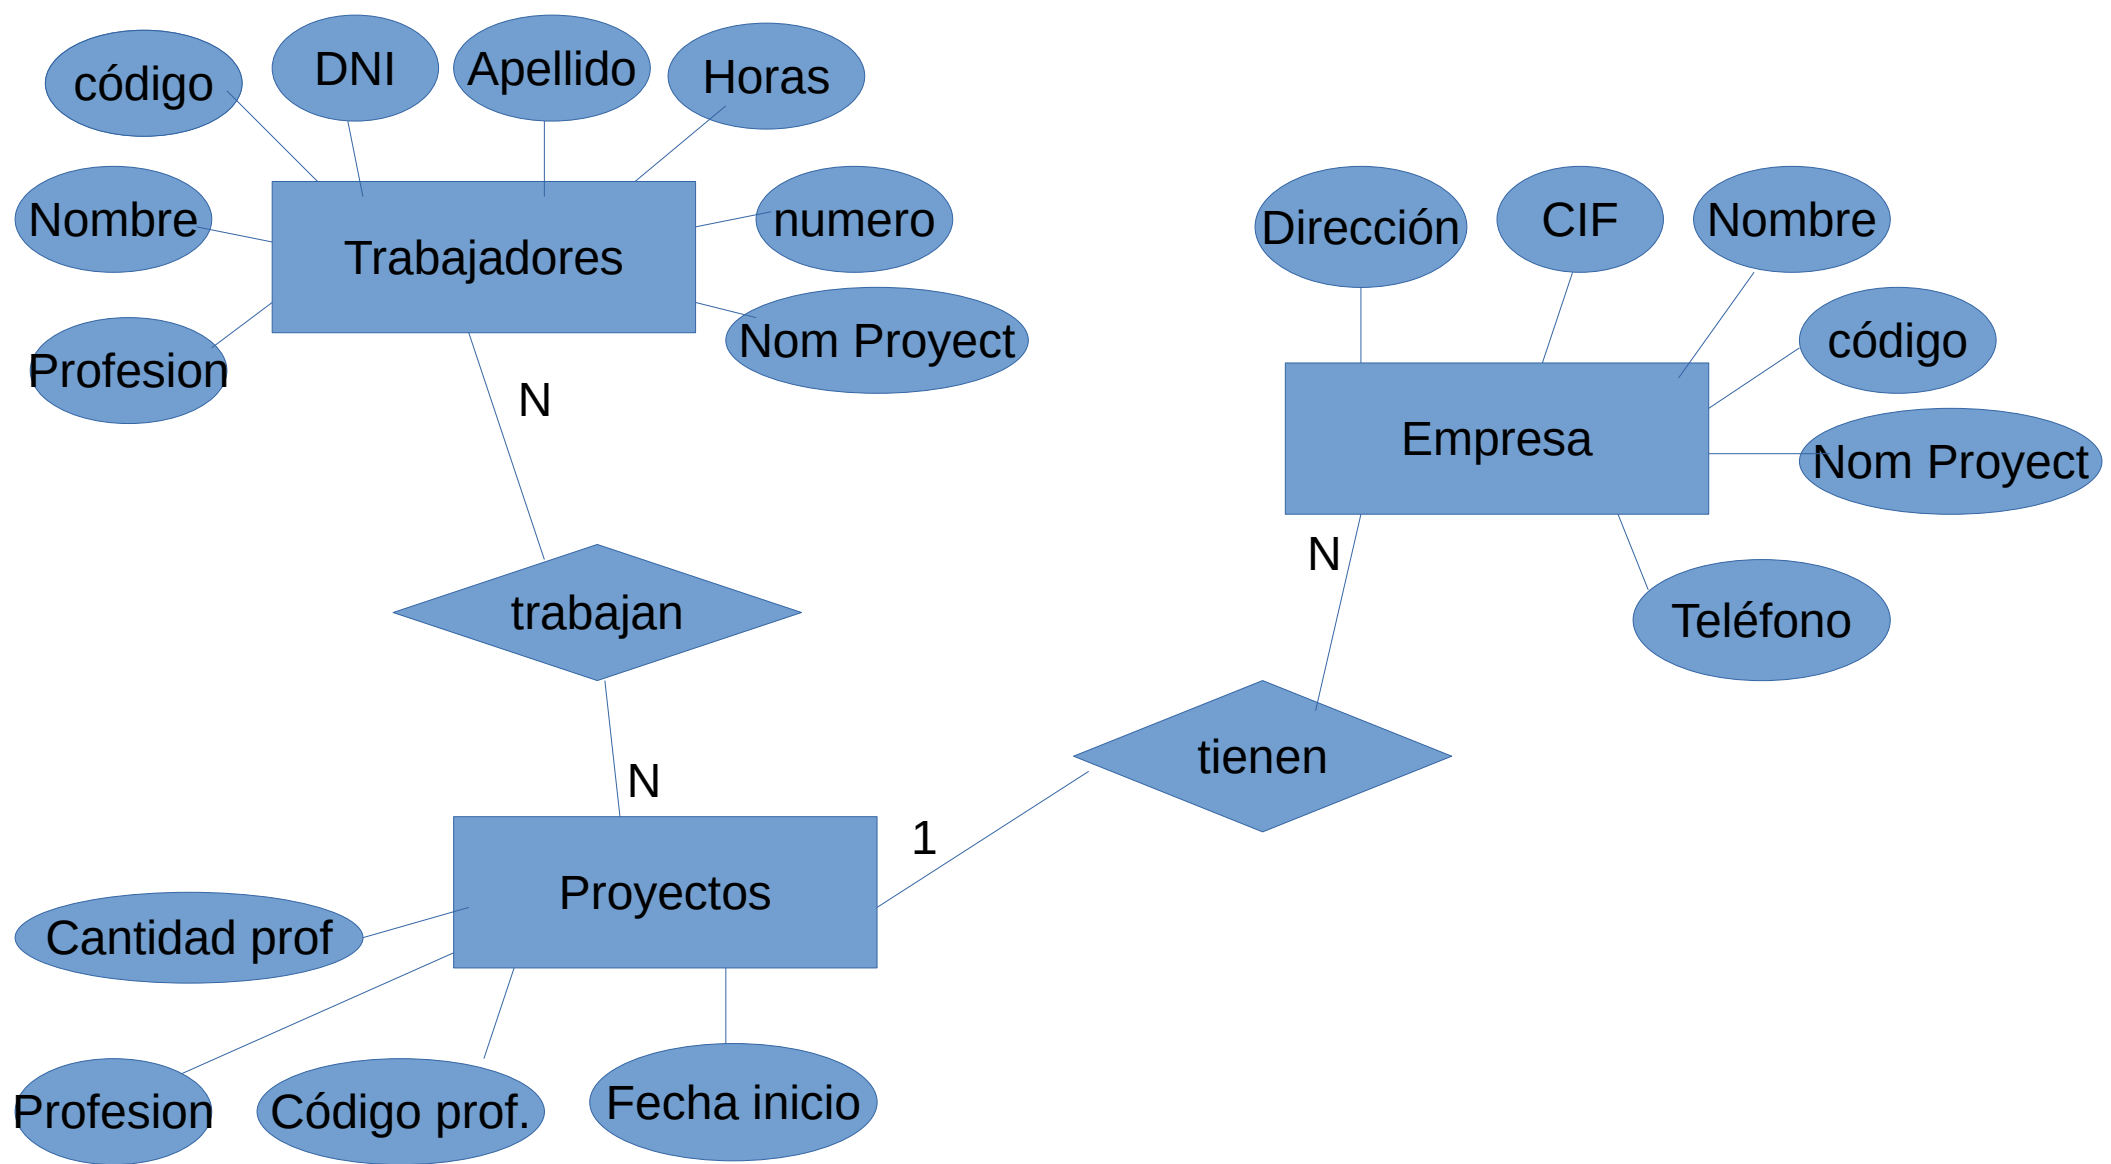 código
DNI
Apellido
Horas
Nombre
Trabajadores
numero
Nom Proyect
Profesion
N
Dirección
CIF
Nombre
código
Empresa
Nom Proyect
N
Teléfono
trabajan
tienen
N
1
Proyectos
Cantidad prof
Profesion
Código prof.
Fecha inicio